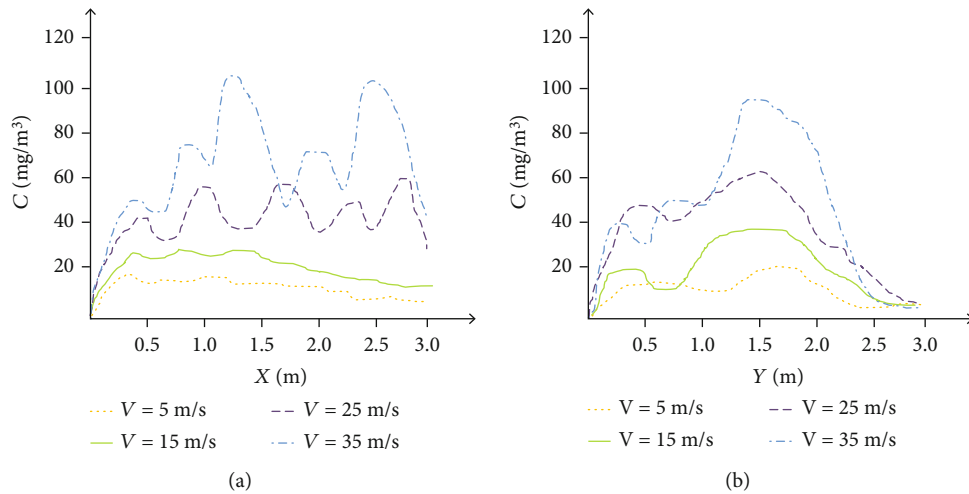 120
100
80
60
40
20
C (mg/m³)
0.5 1.0 1.5 2.0 2.5 3.0
X (m)
V = 5 m/s
V = 25 m/s
V = 15 m/s
V = 35 m/s
(a)
120
100
80
60
40
20
C (mg/m³)
0.5 1.0 1.5 2.0 2.5 3.0
Y (m)
V = 5 m/s
V = 25 m/s
V = 15 m/s
V = 35 m/s
(b)